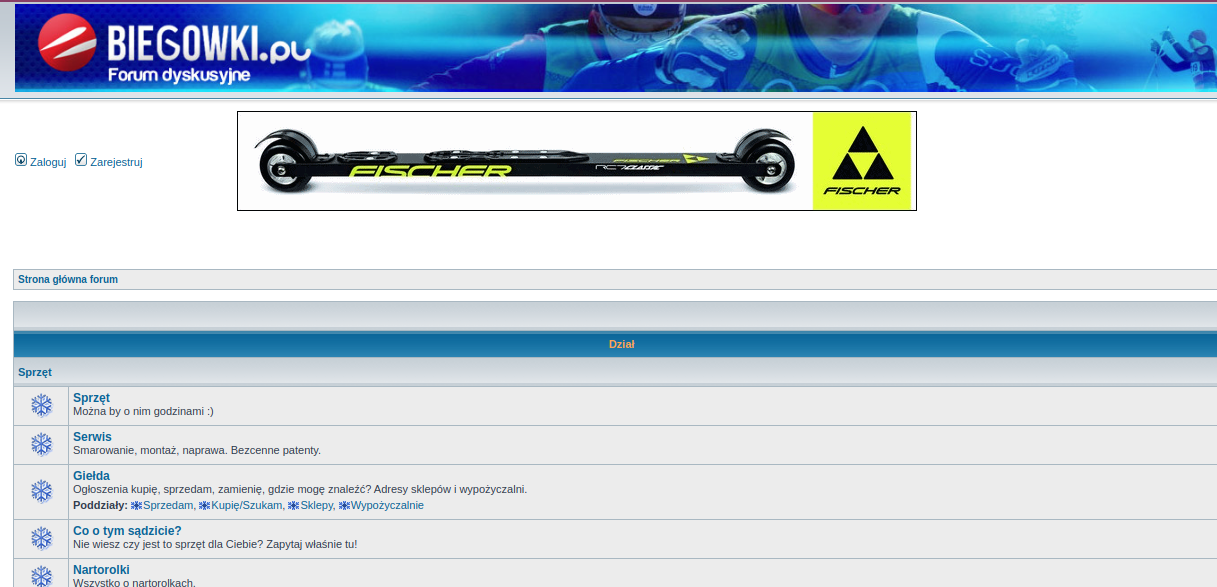 BIEGOWKI.pl
Forum dyskusyjne
Zaloguj Zarejestruj
FISCHER FISCHER RC7 CLASSIC
FISCHER
Strona główna forum
Dział
Sprzęt
Sprzęt
Można by o nim godzinami :)
Serwis
Smarowanie, montaż, naprawa. Bezcenne patenty.
Giełda
Ogłoszenia kupię, sprzedam, zamienię, gdzie mogę znaleźć? Adresy sklepów i wypożyczalni.
Poddziały: Sprzedam, Kupię/Szukam, Sklepy, Wypożyczalnie
Co o tym sądzicie?
Nie wiesz czy jest to sprzęt dla Ciebie? Zapytaj właśnie tu!
Nartorolki
Wszystko o nartorolkach.